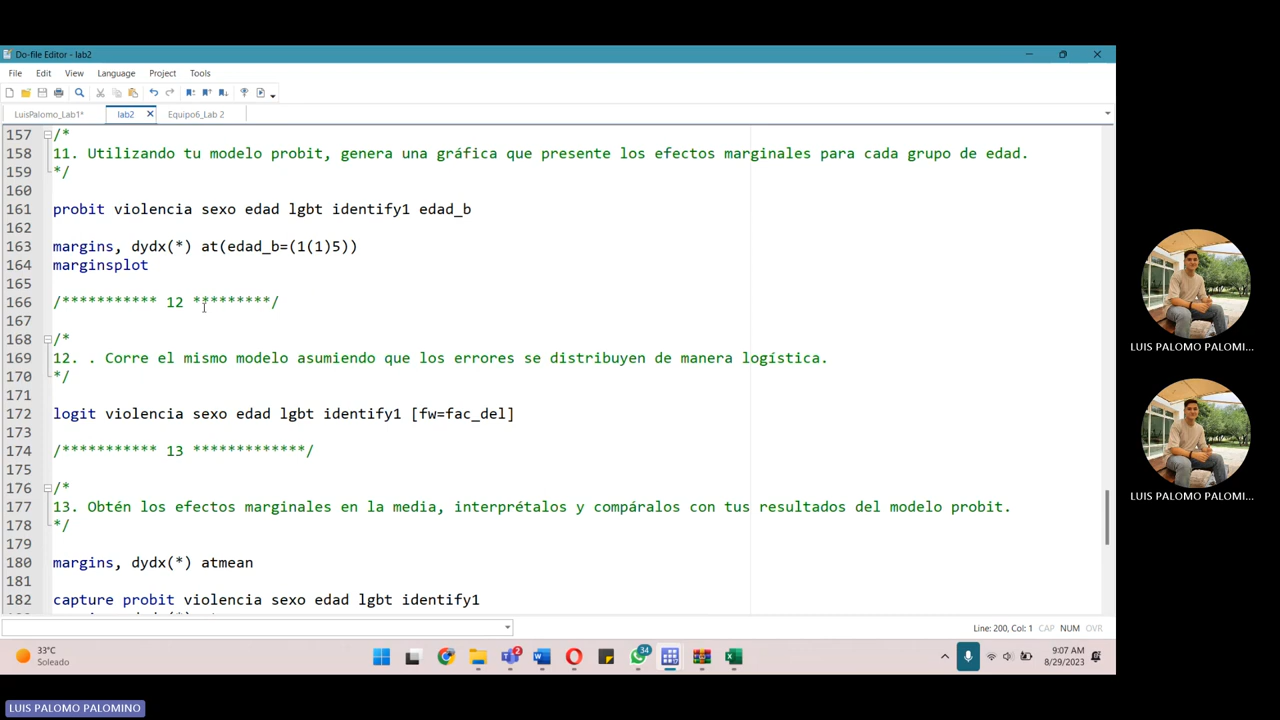 Do-file Editor - lab2
File Edit View Language Project Tools
LuisPalomo_Lab1* lab2 Equipo6_Lab 2
157 /*
158 11. Utilizando tu modelo probit, genera una gráfica que presente los efectos marginales para cada grupo de edad.
159 */
160
161 probit violencia sexo edad lgbt identify1 edad_b
162
163 margins, dydx(*) at(edad_b=(1(1)5))
164 marginsplot
165
166 /*********** 12 *********/
167
168 /*
169 12. . Corre el mismo modelo asumiendo que los errores se distribuyen de manera logística.
170 */
171
172 logit violencia sexo edad lgbt identify1 [fw=fac_del]
173
174 /*********** 13 *************/
175
176 /*
177 13. Obtén los efectos marginales en la media, interprétalos y compáralos con tus resultados del modelo probit.
178 */
179
180 margins, dydx(*) atmean
181
182 capture probit violencia sexo edad lgbt identify1
Line: 200, Col: 1 CAP NUM OVR
33°C
Soleado
2
34
9:07 AM
8/29/2023
LUIS PALOMO PALOMI...
LUIS PALOMO PALOMI...
LUIS PALOMO PALOMINO